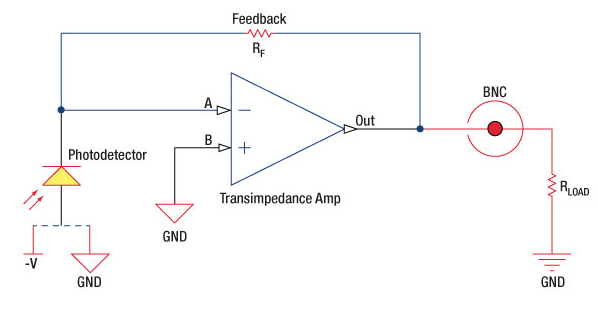 Feedback
RF
A
−
B
+
Out
BNC
Photodetector
Transimpedance Amp
RLOAD
GND
-V
GND
GND